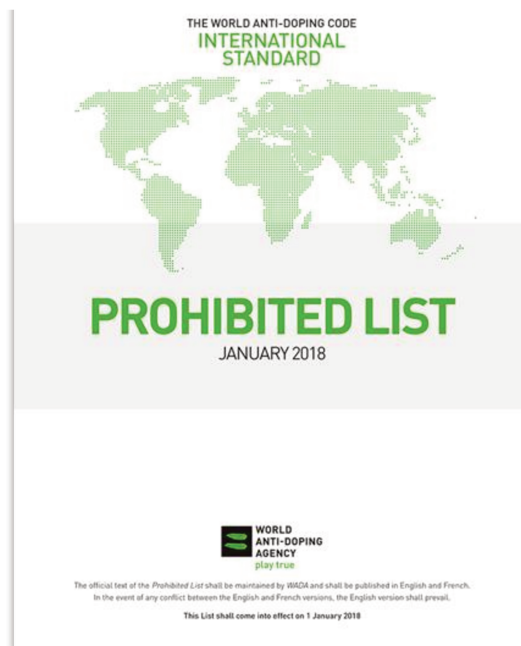 THE WORLD ANTI-DOPING CODE
INTERNATIONAL
STANDARD
PROHIBITED LIST
JANUARY 2018
WORLD
ANTI-DOPING
AGENCY
play true
The official text of the Prohibited List shall be maintained by WADA and shall be published in English and French.
In the event of any conflict between the English and French versions, the English version shall prevail.
This List shall come into effect on 1 January 2018